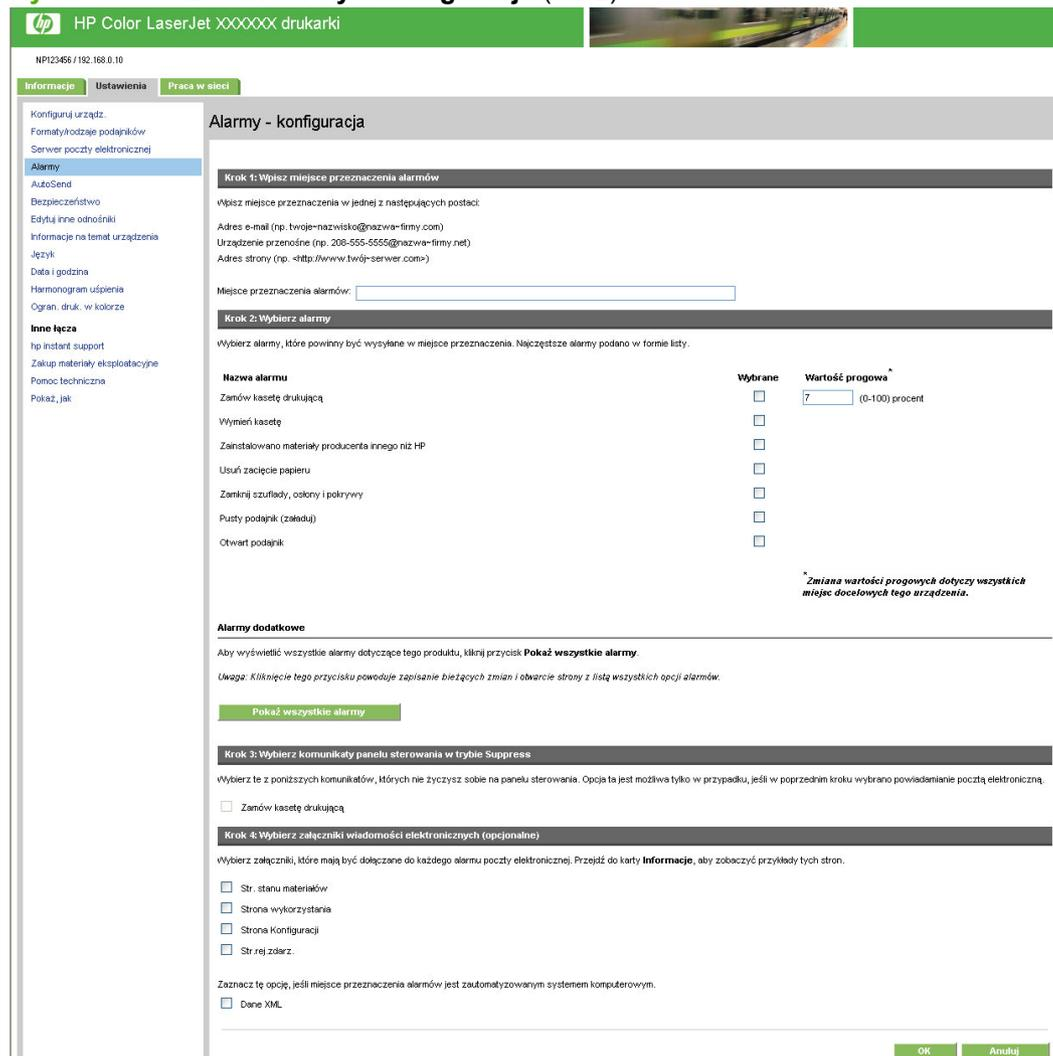 hp HP Color LaserJet XXXXXX drukarki
NP123456 / 192.168.0.10
Informacje Ustawienia Praca w sieci
Konfiguruj urządz.
Formaty/rodzaje podajników
Serwer poczty elektronicznej
Alarmy
AutoSend
Bezpieczeństwo
Edytuj inne odnośniki
Informacje na temat urządzenia
Język
Data i godzina
Harmonogram uśpienia
Ogran. druk. w kolorze
Inne łącza
hp instant support
Zakup materiały eksploatacyjne
Pomoc techniczna
Pokaż, jak
Alarmy - konfiguracja
Krok 1: Wpisz miejsce przeznaczenia alarmów
Wpisz miejsce przeznaczenia w jednej z następujących postaci:
Adres e-mail (np. twoje~nazwisko@nazwa~firmy.com)
Urządzenie przenośne (np. 208-555-5555@nazwa~firmy.net)
Adres strony (np. <http://www.twój~serwer.com>)
Miejsce przeznaczenia alarmów:
Krok 2: Wybierz alarmy
Wybierz alarmy, które powinny być wysyłane w miejsce przeznaczenia. Najczęstsze alarmy podano w formie listy.
Nazwa alarmu Wybrane Wartość progowa*
Zamów kasetę drukującą 7 (0-100) procent
Wymień kasetę
Zainstalowano materiały producenta innego niż HP
Usuń zacięcie papieru
Zamknij szuflady, osłony i pokrywy
Pusty podajnik (załaduj)
Otwart podajnik
*Zmiana wartości progowych dotyczy wszystkich
miejsc docelowych tego urządzenia.
Alarmy dodatkowe
Aby wyświetlić wszystkie alarmy dotyczące tego produktu, kliknij przycisk Pokaż wszystkie alarmy.
Uwaga: Kliknięcie tego przycisku powoduje zapisanie bieżących zmian i otwarcie strony z listą wszystkich opcji alarmów.
Pokaż wszystkie alarmy
Krok 3: Wybierz komunikaty panelu sterowania w trybie Suppress
Wybierz te z poniższych komunikatów, których nie życzysz sobie na panelu sterowania. Opcja ta jest możliwa tylko w przypadku, jeśli w poprzednim kroku wybrano powiadamianie pocztą elektroniczną.
Zamów kasetę drukującą
Krok 4: Wybierz załączniki wiadomości elektronicznych (opcjonalne)
Wybierz załączniki, które mają być dołączane do każdego alarmu poczty elektronicznej. Przejdź do karty Informacje, aby zobaczyć przykłady tych stron.
Str. stanu materiałów
Strona wykorzystania
Strona Konfiguracji
Str.rej.zdarz.
Zaznacz tę opcję, jeśli miejsce przeznaczenia alarmów jest zautomatyzowanym systemem komputerowym.
Dane XML
OK Anuluj